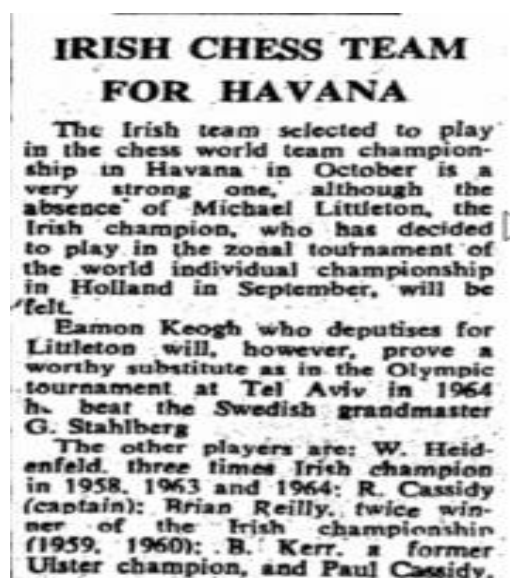 IRISH CHESS TEAM
FOR HAVANA
The Irish team selected to play
in the chess world team champion-
ship in Havana in October is a
very strong one, although the
absence of Michael Littleton, the
Irish champion, who has decided
to play in the zonal tournament of
the world individual championship
in Holland in September, will be
felt.
Eamon Keogh who deputises for
Littleton will, however, prove a
worthy substitute as in the Olympic
tournament at Tel Aviv in 1964
he beat the Swedish grandmaster
G. Stahlberg
The other players are: W. Heid-
enfeld, three times Irish champion
in 1958, 1963 and 1964; R. Cassidy
(captain); Brian Reilly, twice win-
ner of the Irish championship
(1959, 1960); B. Kerr, a former
Ulster champion, and Paul Cassidy.